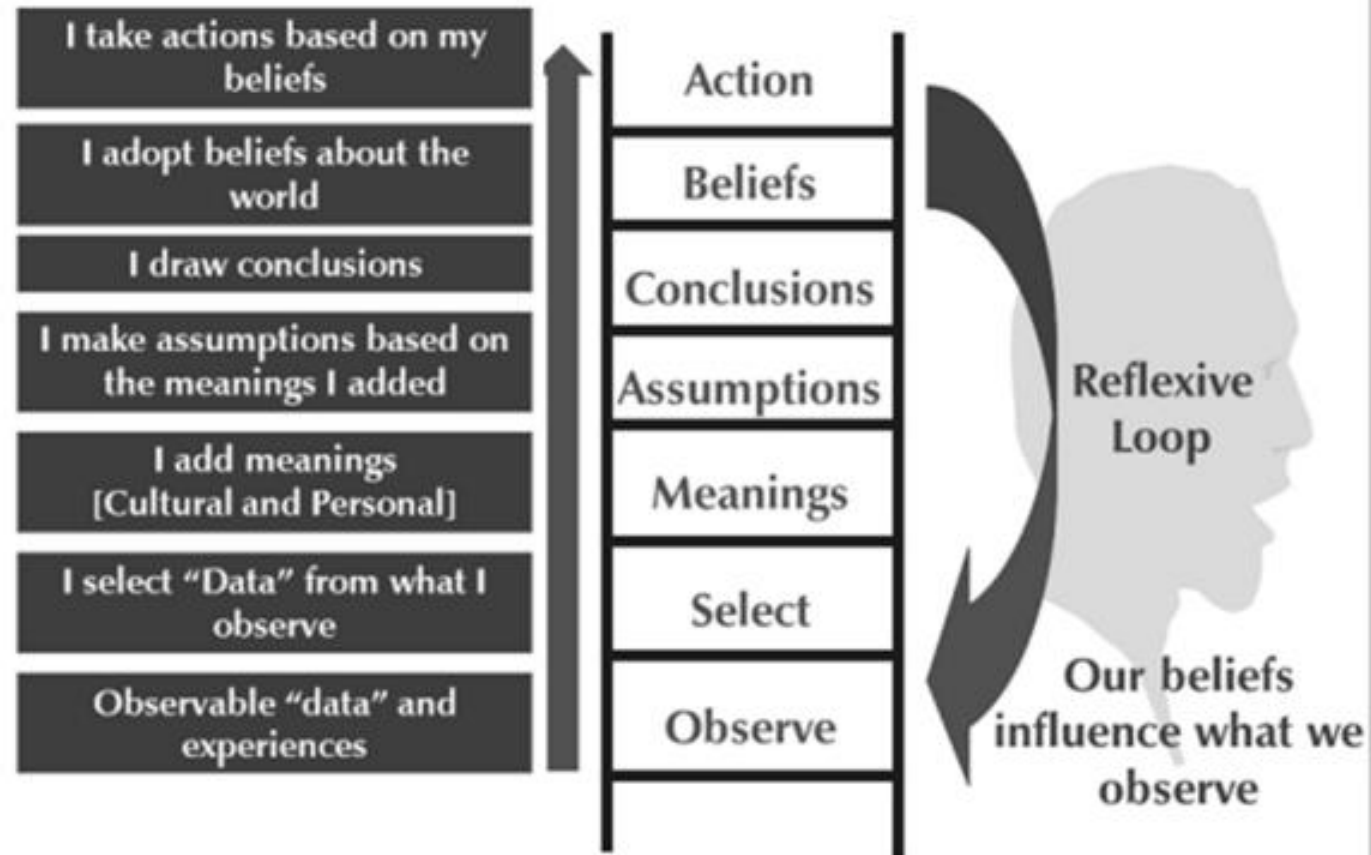 I take actions based on my
beliefs
I adopt beliefs about the
world
I draw conclusions
I make assumptions based on
the meanings I added
I add meanings
[Cultural and Personal]
I select “Data” from what I
observe
Observable “data” and
experiences
Action
Beliefs
Conclusions
Assumptions
Meanings
Select
Observe
Reflexive
Loop
Our beliefs
influence what we
observe